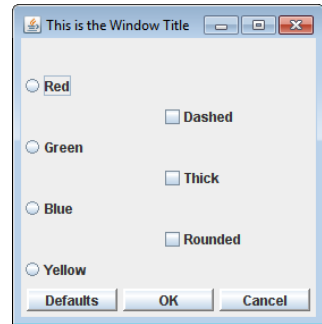 This is the Window Title
Red
Dashed
Green
Thick
Blue
Rounded
Yellow
Defaults OK Cancel